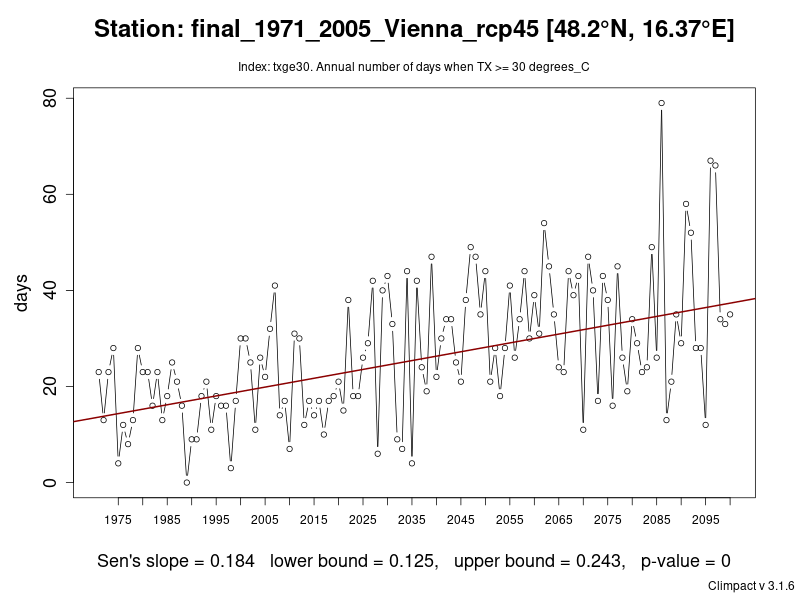 Station: final_1971_2005_Vienna_rcp45 [48.2°N, 16.37°E]
Index: txge30. Annual number of days when TX >= 30 degrees_C
80
60
40
20
0
days
1975 1985 1995 2005 2015 2025 2035 2045 2055 2065 2075 2085 2095
Sen's slope = 0.184 lower bound = 0.125, upper bound = 0.243, p-value = 0
Climpact v 3.1.6